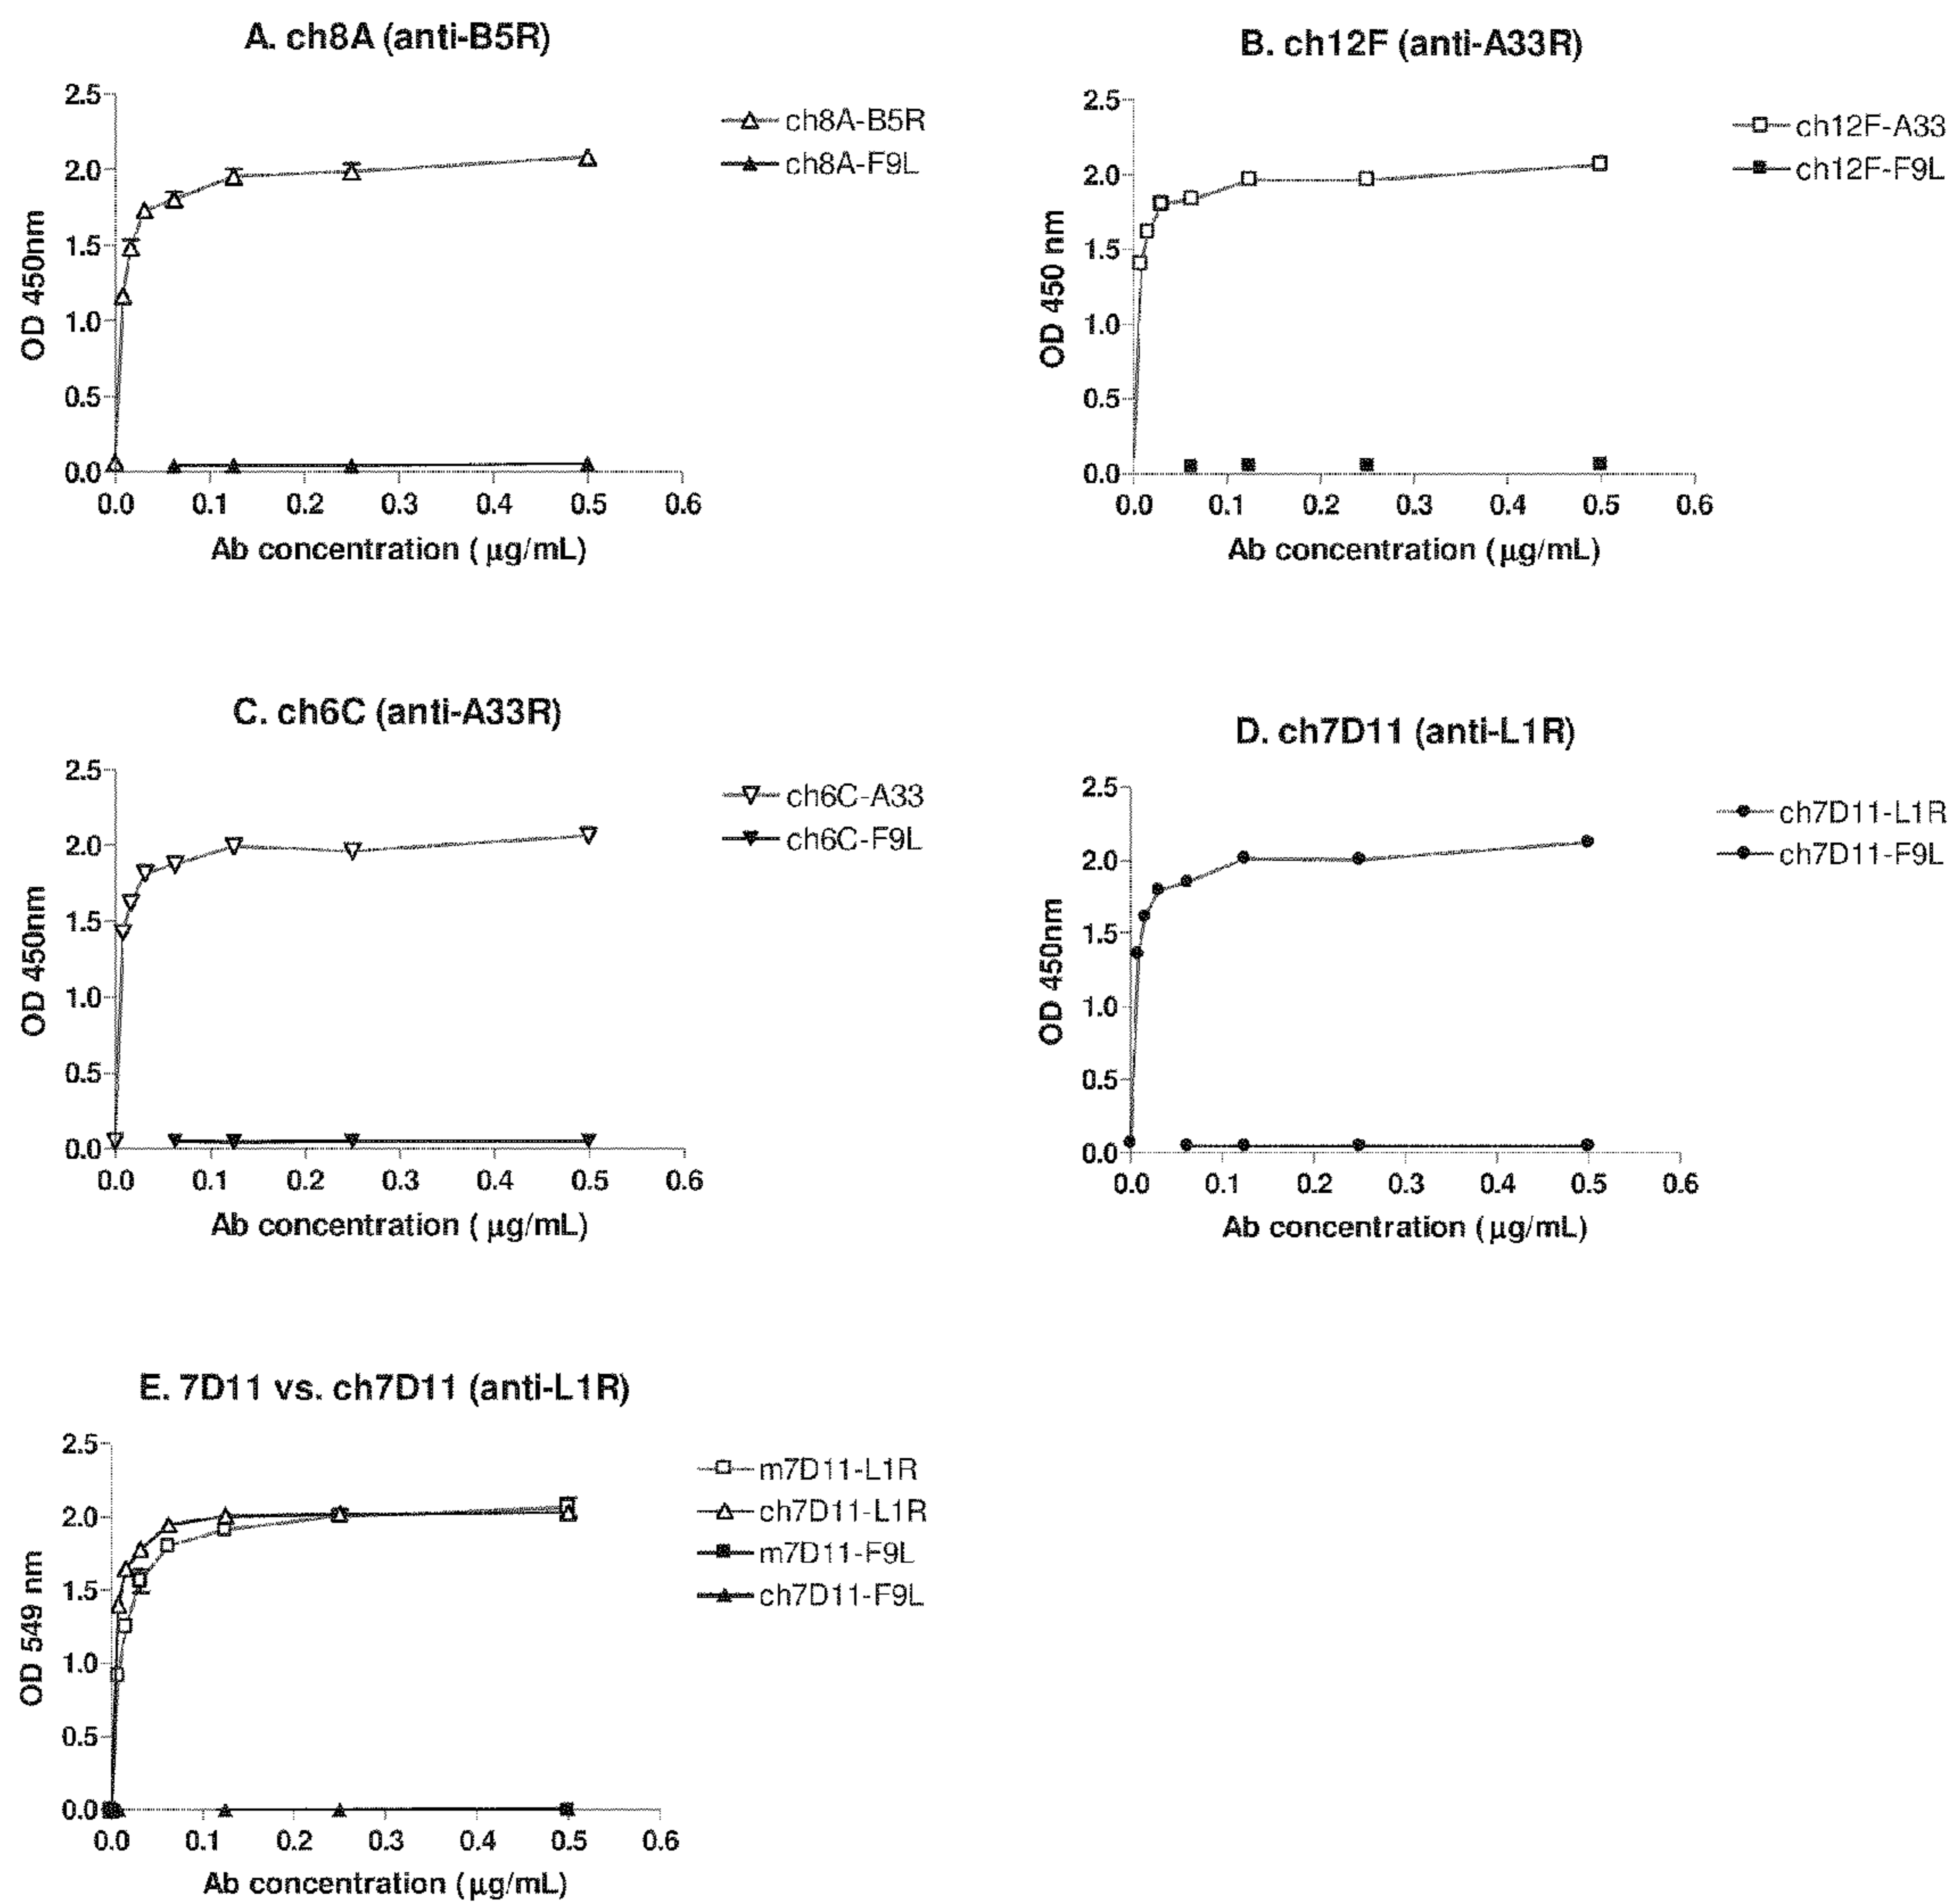 A. ch8A (anti-B5R)
2.5
2.0
1.5
1.0
0.5
0.0
OD 450nm
0.0 0.1 0.2 0.3 0.4 0.5 0.6
Ab concentration ( µg/mL)
ch8A-B5R
ch8A-F9L
B. ch12F (anti-A33R)
2.5
2.0
1.5
1.0
0.5
0.0
OD 450 nm
0.0 0.1 0.2 0.3 0.4 0.5 0.6
Ab concentration (µg/mL)
ch12F-A33
ch12F-F9L
C. ch6C (anti-A33R)
2.5
2.0
1.5
1.0
0.5
0.0
OD 450nm
0.0 0.1 0.2 0.3 0.4 0.5 0.6
Ab concentration ( µg/mL)
ch6C-A33
ch6C-F9L
D. ch7D11 (anti-L1R)
2.5
2.0
1.5
1.0
0.5
0.0
OD 450nm
0.0 0.1 0.2 0.3 0.4 0.5 0.6
Ab concentration (µg/mL)
ch7D11-L1R
ch7D11-F9L
E. 7D11 vs. ch7D11 (anti-L1R)
2.5
2.0
1.5
1.0
0.5
0.0
OD 549 nm
0.0 0.1 0.2 0.3 0.4 0.5 0.6
Ab concentration (µg/mL)
m7D11-L1R
ch7D11-L1R
m7D11-F9L
ch7D11-F9L